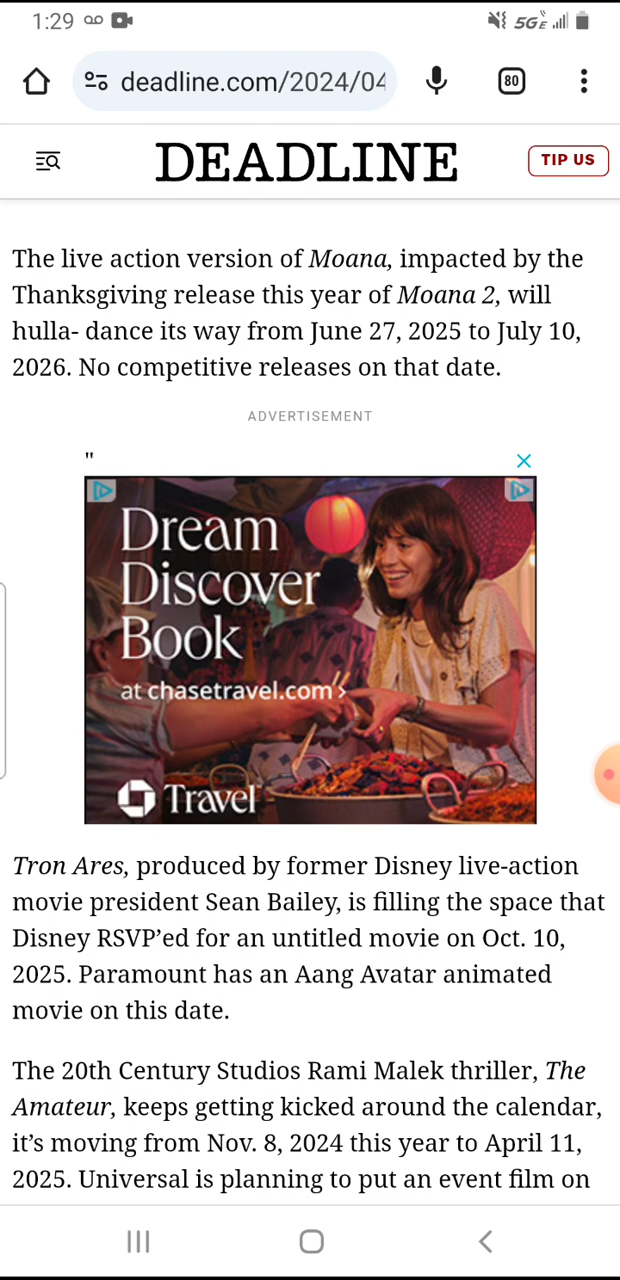 1:29
5GE
deadline.com/2024/04
80
DEADLINE
TIP US
The live action version of Moana, impacted by the
Thanksgiving release this year of Moana 2, will
hulla- dance its way from June 27, 2025 to July 10,
2026. No competitive releases on that date.
ADVERTISEMENT
"
Dream
Discover
Book
at chasetravel.com›
Travel
Tron Ares, produced by former Disney live-action
movie president Sean Bailey, is filling the space that
Disney RSVP’ed for an untitled movie on Oct. 10,
2025. Paramount has an Aang Avatar animated
movie on this date.
The 20th Century Studios Rami Malek thriller, The
Amateur, keeps getting kicked around the calendar,
it’s moving from Nov. 8, 2024 this year to April 11,
2025. Universal is planning to put an event film on